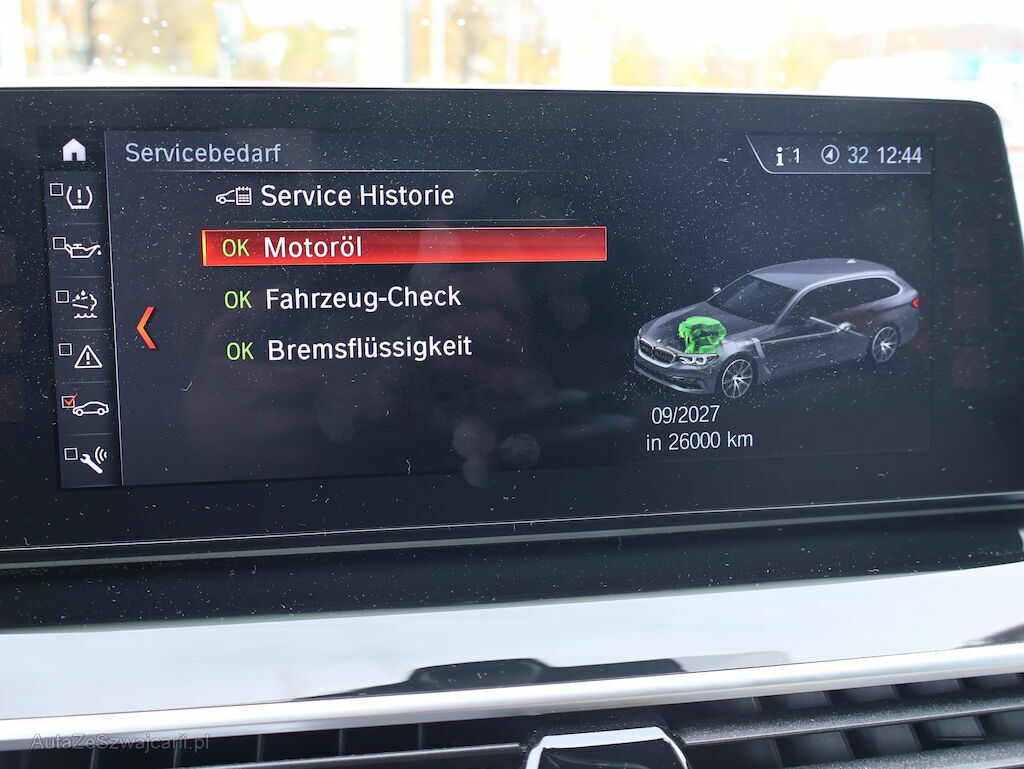 Servicebedarf
i 1 32 12:44
Service Historie
OK Motoröl
OK Fahrzeug-Check
OK Bremsflüssigkeit
09/2027
in 26000 km
AutaZeSzwajcarii.pl